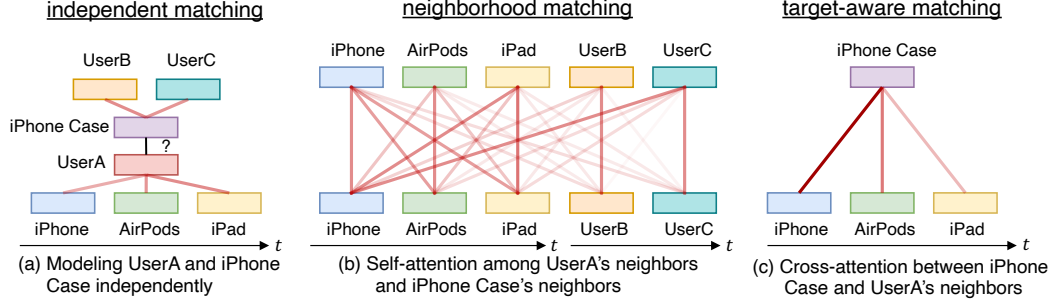 independent matching
UserB UserC
iPhone Case
?
UserA
iPhone AirPods iPad
t
(a) Modeling UserA and iPhone
Case independently
neighborhood matching
iPhone AirPods iPad UserB UserC
iPhone AirPods iPad UserB UserC
t t
(b) Self-attention among UserA's neighbors
and iPhone Case's neighbors
target-aware matching
iPhone Case
iPhone AirPods iPad
t
(c) Cross-attention between iPhone
Case and UserA's neighbors